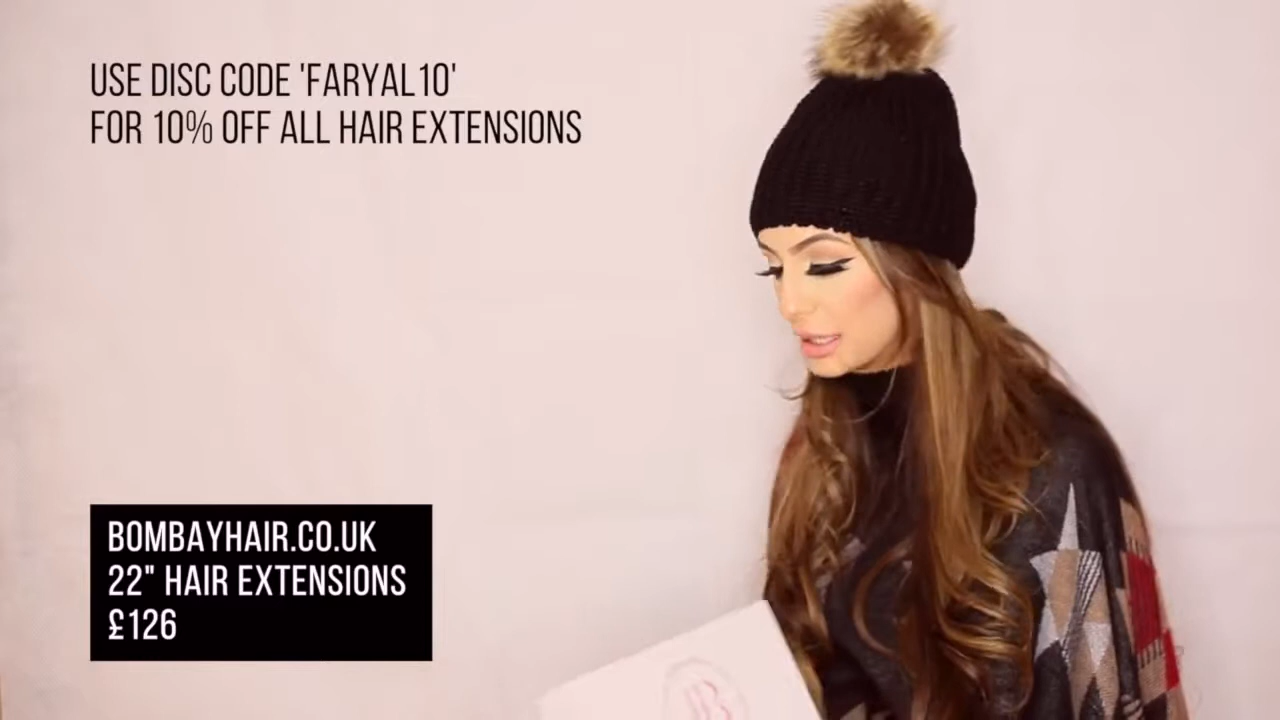 USE DISC CODE 'FARYAL10'
FOR 10% OFF ALL HAIR EXTENSIONS
BOMBAYHAIR.CO.UK
22" HAIR EXTENSIONS
£126
B